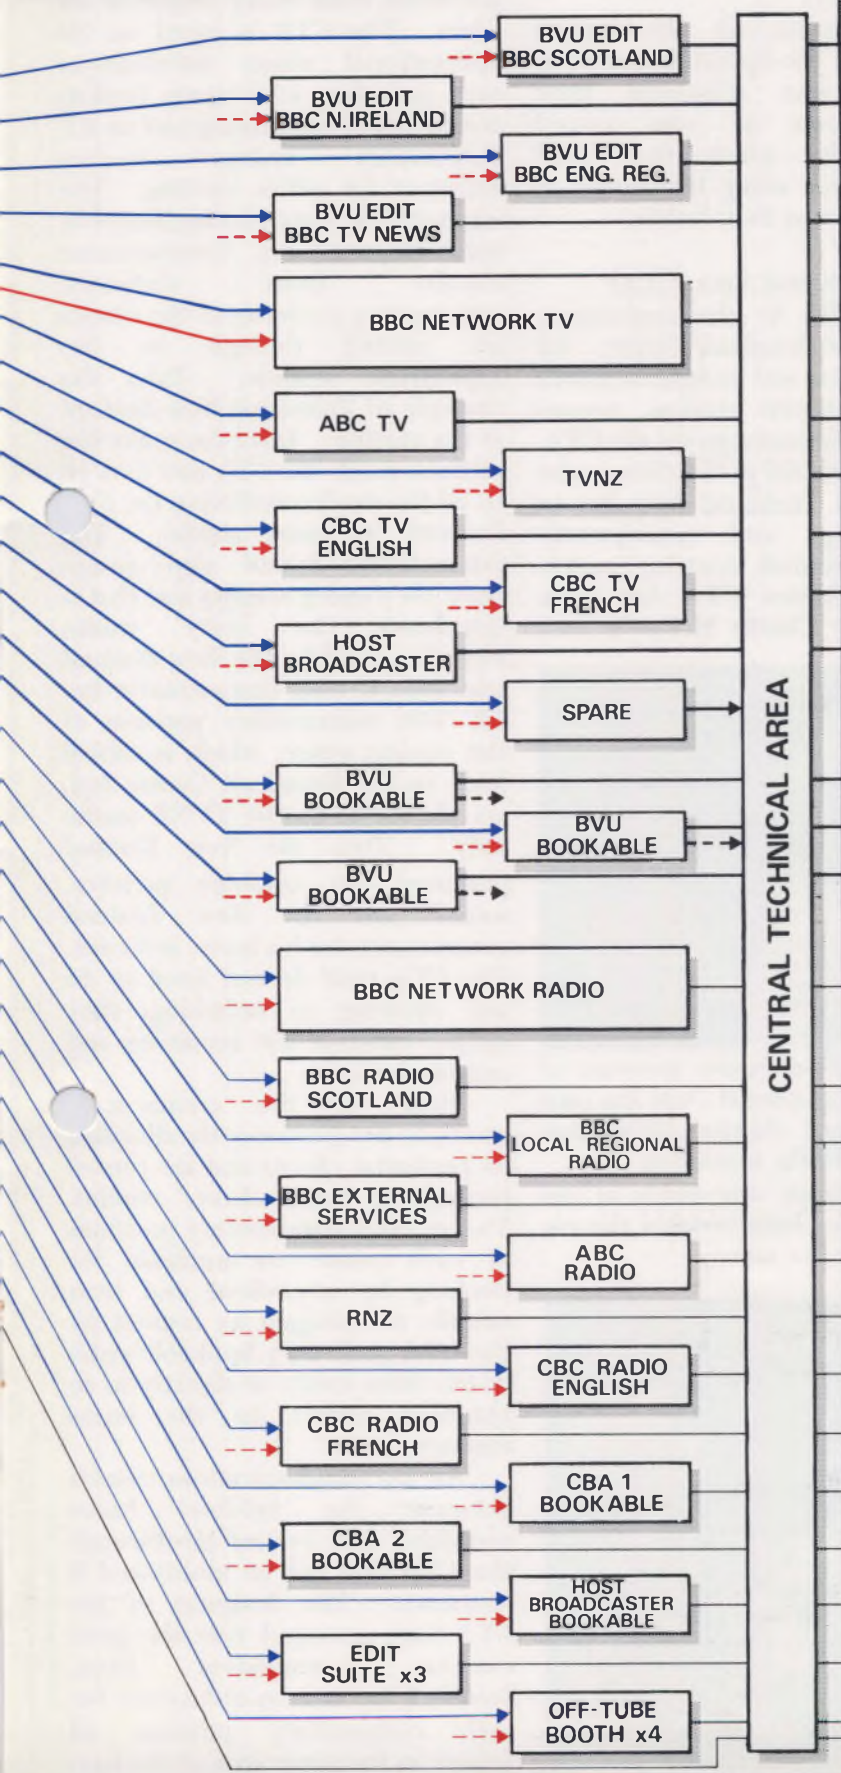 BVU EDIT
BBC SCOTLAND
BVU EDIT
BBC N.IRELAND
BVU EDIT
BBC ENG. REG.
BVU EDIT
BBC TV NEWS
BBC NETWORK TV
ABC TV
TVNZ
CBC TV
ENGLISH
CBC TV
FRENCH
HOST
BROADCASTER
SPARE
BVU
BOOKABLE
BVU
BOOKABLE
BVU
BOOKABLE
BBC NETWORK RADIO
BBC RADIO
SCOTLAND
BBC
LOCAL REGIONAL
RADIO
BBC EXTERNAL
SERVICES
ABC
RADIO
RNZ
CBC RADIO
ENGLISH
CBC RADIO
FRENCH
CBA 1
BOOKABLE
CBA 2
BOOKABLE
HOST
BROADCASTER
BOOKABLE
EDIT
SUITE x3
OFF-TUBE
BOOTH x4
CENTRAL TECHNICAL AREA